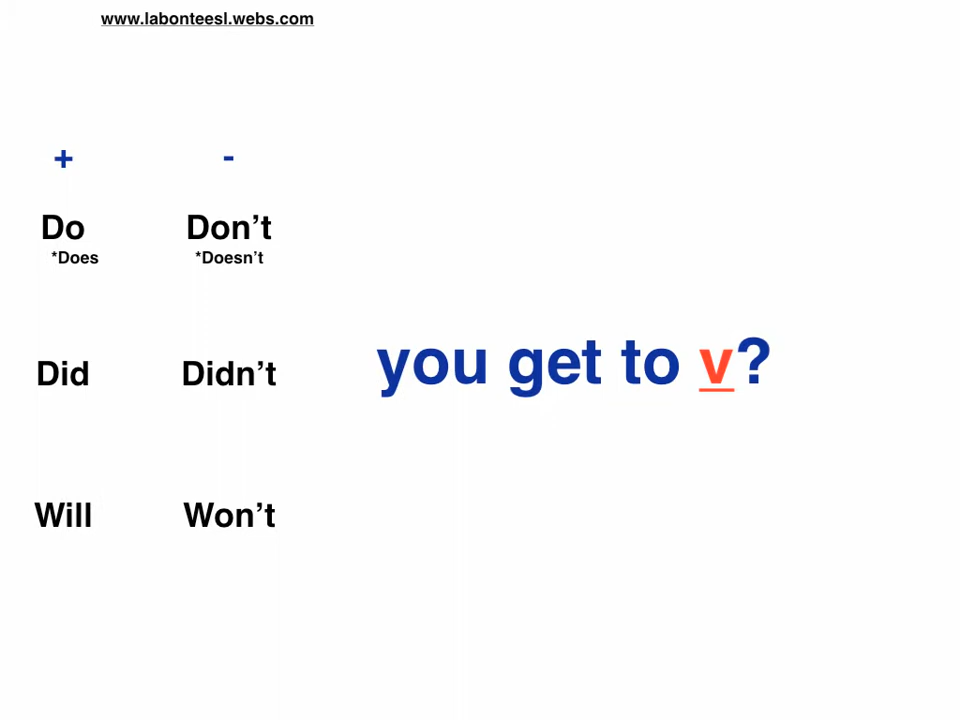 www.labonteesl.webs.com
+ -
Do Don't
*Does *Doesn't
Did Didn't
you get to v?
Will Won't